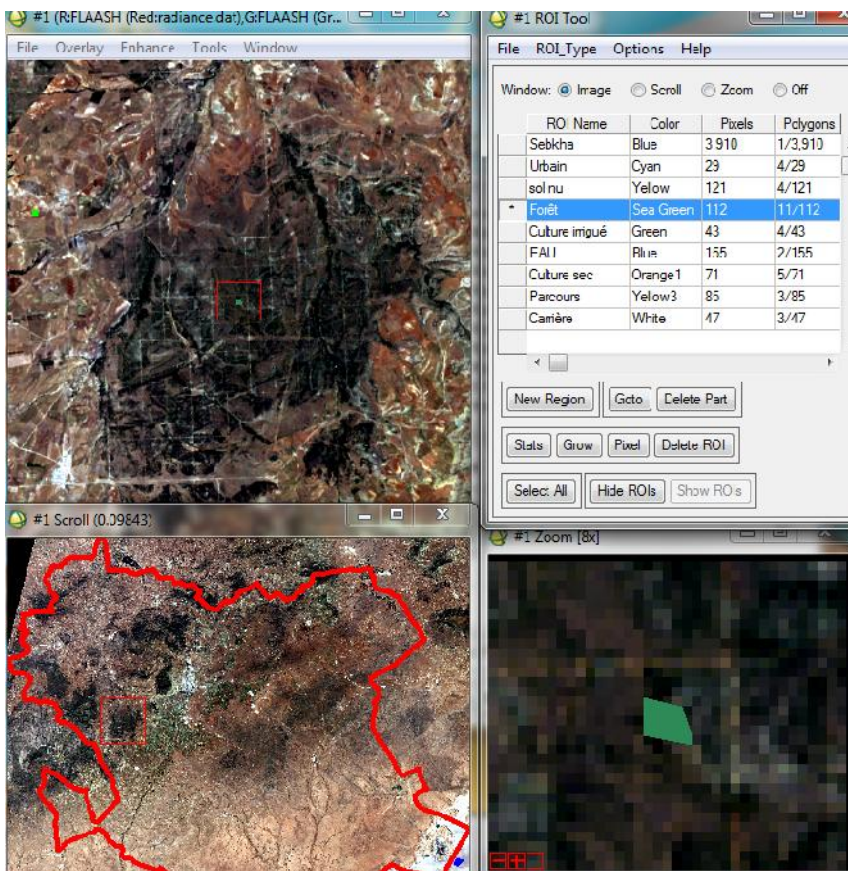 #1 (R:FLAASH (Red:radiance.dat),G:FLAASH (Gr...
File Overlay Enhance Tools Window
#1 ROI Tool
File ROI_Type Options Help
Window: Image Scroll Zoom Off
ROI Name Color Pixels Polygons
Sebkha Blue 3,910 1/3,910
Urbain Cyan 29 4/29
sol nu Yellow 121 4/121
* Forêt Sea Green 112 11/112
Culture irrigué Green 43 4/43
EAU Blue 155 2/155
Culture sec Orange1 71 5/71
Parcours Yellow3 85 3/85
Carrière White 47 3/47
New Region Goto Delete Part
Stats Grow Pixel Delete ROI
Select All Hide ROIs Show ROIs
#1 Scroll (0.09843)
#1 Zoom [8x]